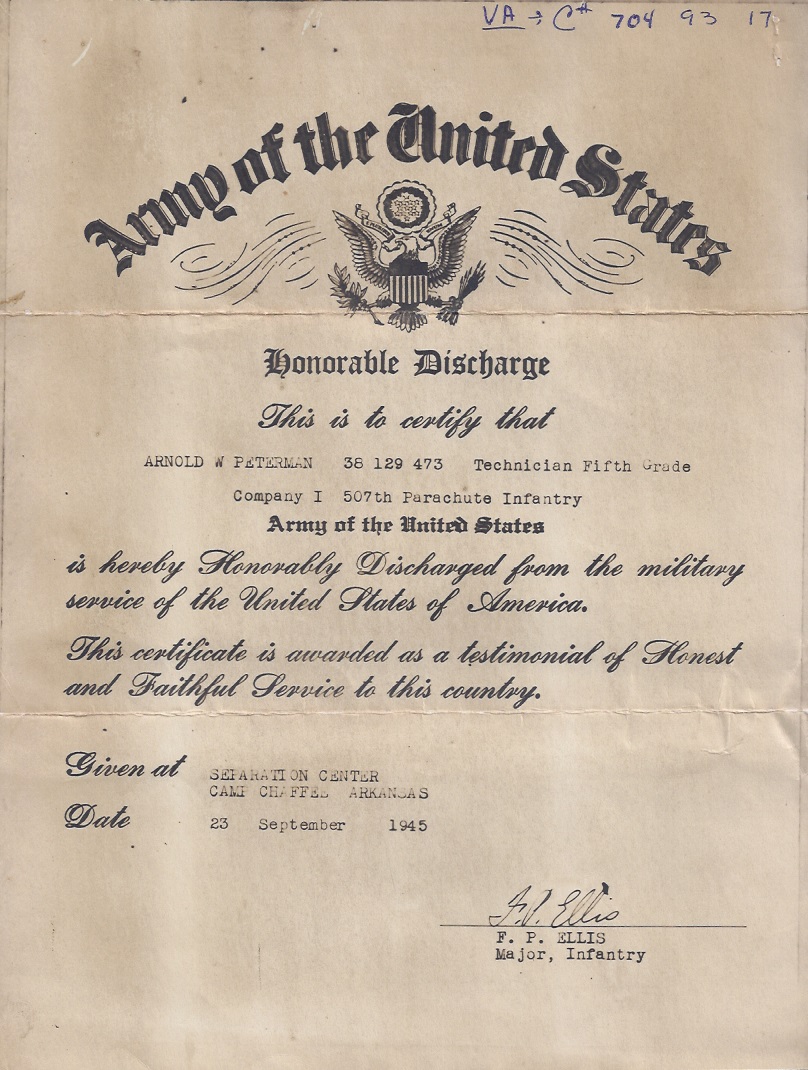 VA → C# 704 93 17
Army of the United States
Honorable Discharge
This is to certify that
ARNOLD W PETERMAN 38 129 473 Technician Fifth Grade
Company I 507th Parachute Infantry
Army of the United States
is hereby Honorably Discharged from the military
service of the United States of America.
This certificate is awarded as a testimonial of Honest
and Faithful Service to this country.
Given at SEPARATION CENTER
CAMP CHAFFEE ARKANSAS
Date 23 September 1945
F. P. Ellis
F. P. ELLIS
Major, Infantry